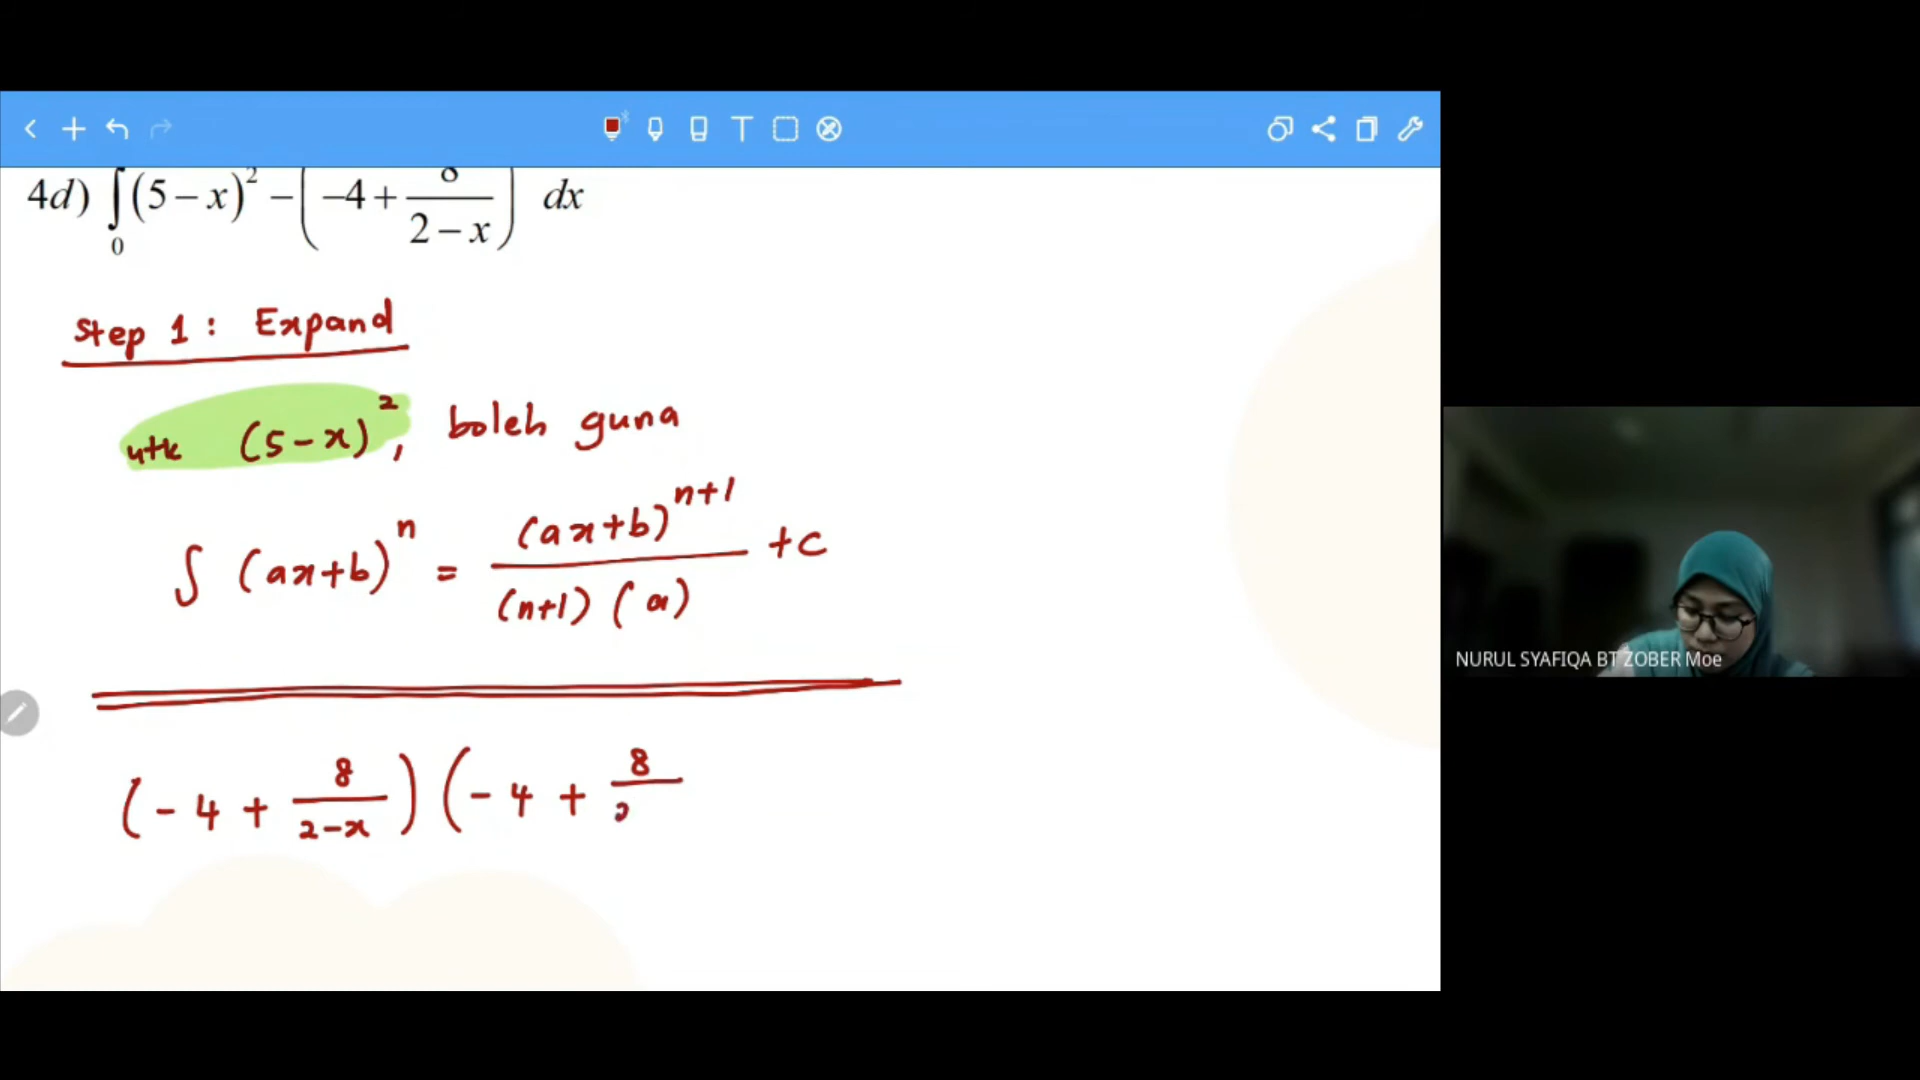 4d) ∫₀ (5 − x)² − (−4 + 8/(2 − x)) dx
Step 1 : Expand
utk (5 − x)², boleh guna
∫ (ax+b)ⁿ = (ax+b)ⁿ⁺¹ / (n+1)(a) + c
(− 4 + 8/(2−x)) (− 4 + 8/2
NURUL SYAFIQA BT ZOBER Moe